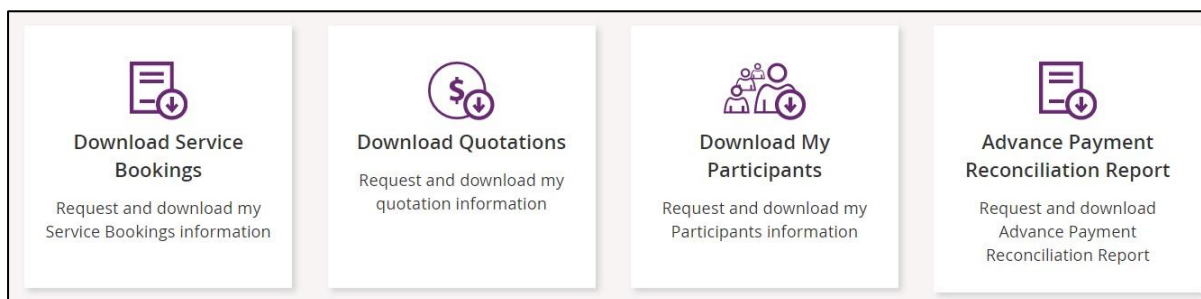 Download Service
Bookings
Request and download my
Service Bookings information
$
Download Quotations
Request and download my
quotation information
Download My
Participants
Request and download my
Participants information
Advance Payment
Reconciliation Report
Request and download
Advance Payment
Reconciliation Report